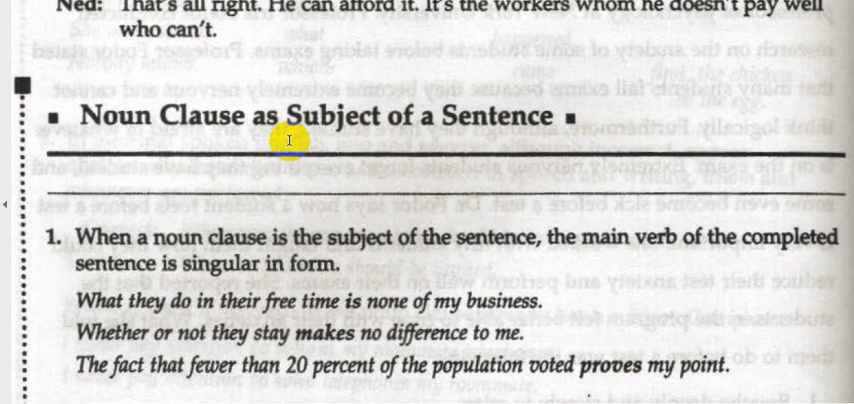 Ned: That's all right. He can afford it. It's the workers whom he doesn't pay well
who can't.
Noun Clause as Subject of a Sentence
1. When a noun clause is the subject of the sentence, the main verb of the completed
sentence is singular in form.
What they do in their free time is none of my business.
Whether or not they stay makes no difference to me.
The fact that fewer than 20 percent of the population voted proves my point.